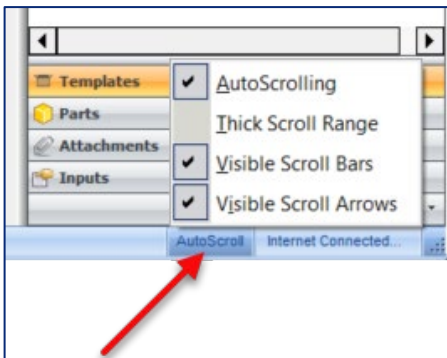 Templates
Parts
Attachments
Inputs
AutoScrolling
Thick Scroll Range
Visible Scroll Bars
Visible Scroll Arrows
AutoScroll Internet Connected...